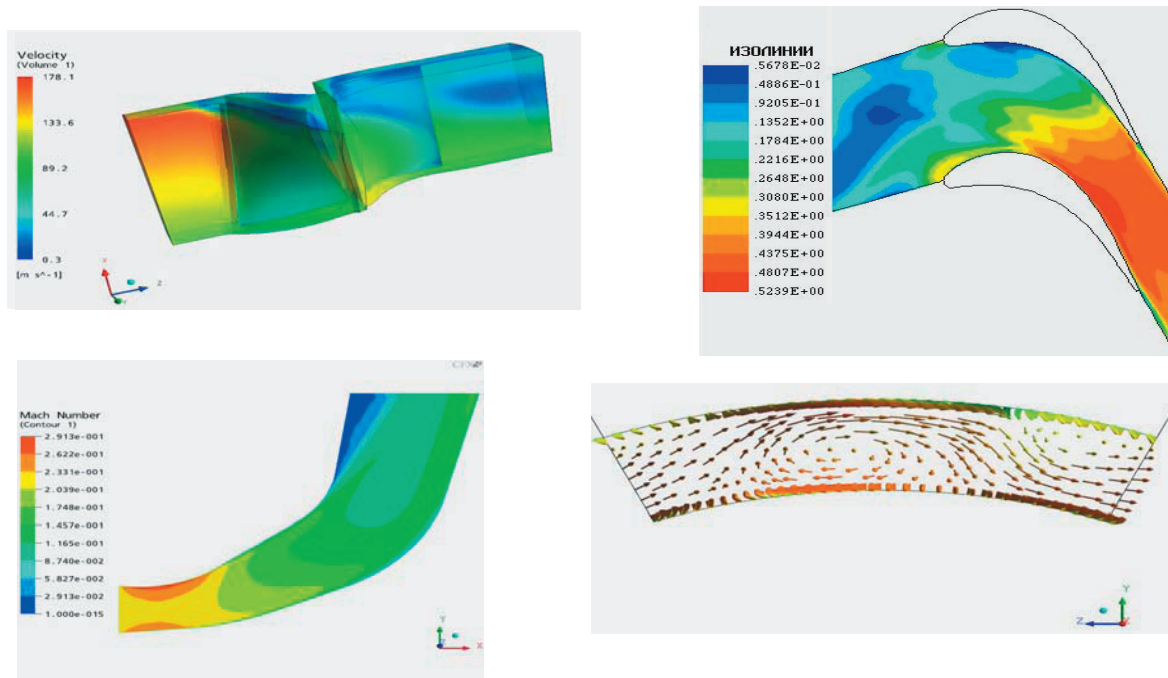 Velocity
(Volume 1)
178.1
133.6
89.2
44.7
0.3
[m s^-1]
X
Y
Z
ИЗОЛИНИИ
.5678E-02
.4886E-01
.9205E-01
.1352E+00
.1784E+00
.2216E+00
.2648E+00
.3080E+00
.3512E+00
.3944E+00
.4375E+00
.4807E+00
.5239E+00
Mach Number
(Contour 1)
2.913e-001
2.622e-001
2.331e-001
2.039e-001
1.748e-001
1.457e-001
1.165e-001
8.740e-002
5.827e-002
2.913e-002
1.000e-015
CFX
Y
Z
X
Y
Z
X